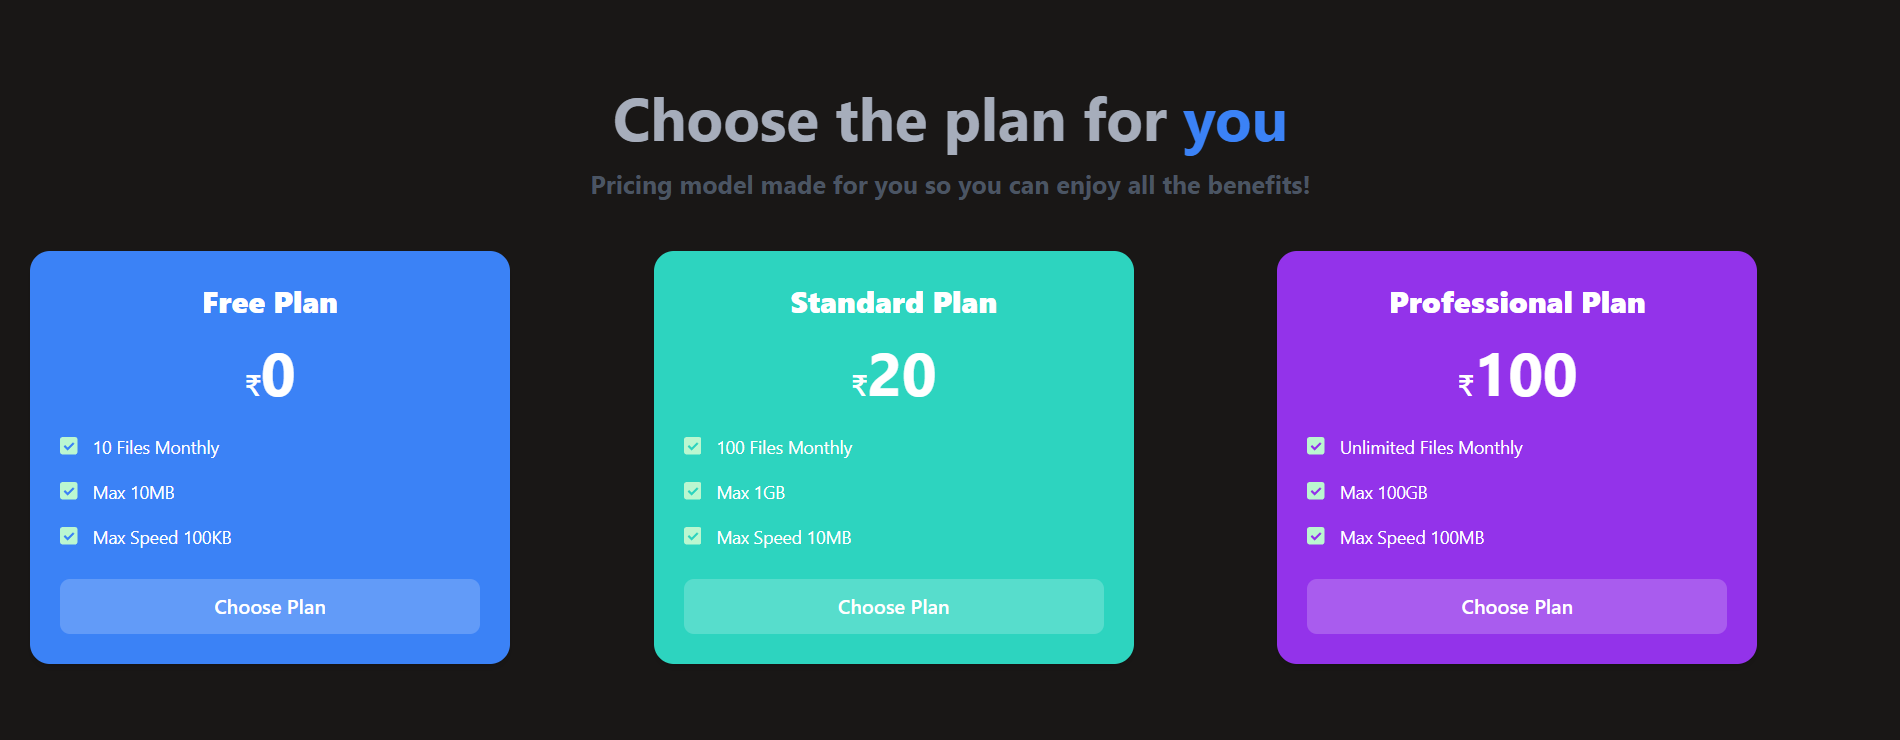 Choose the plan for you
Pricing model made for you so you can enjoy all the benefits!
Free Plan
₹0
10 Files Monthly
Max 10MB
Max Speed 100KB
Choose Plan
Standard Plan
₹20
100 Files Monthly
Max 1GB
Max Speed 10MB
Choose Plan
Professional Plan
₹100
Unlimited Files Monthly
Max 100GB
Max Speed 100MB
Choose Plan